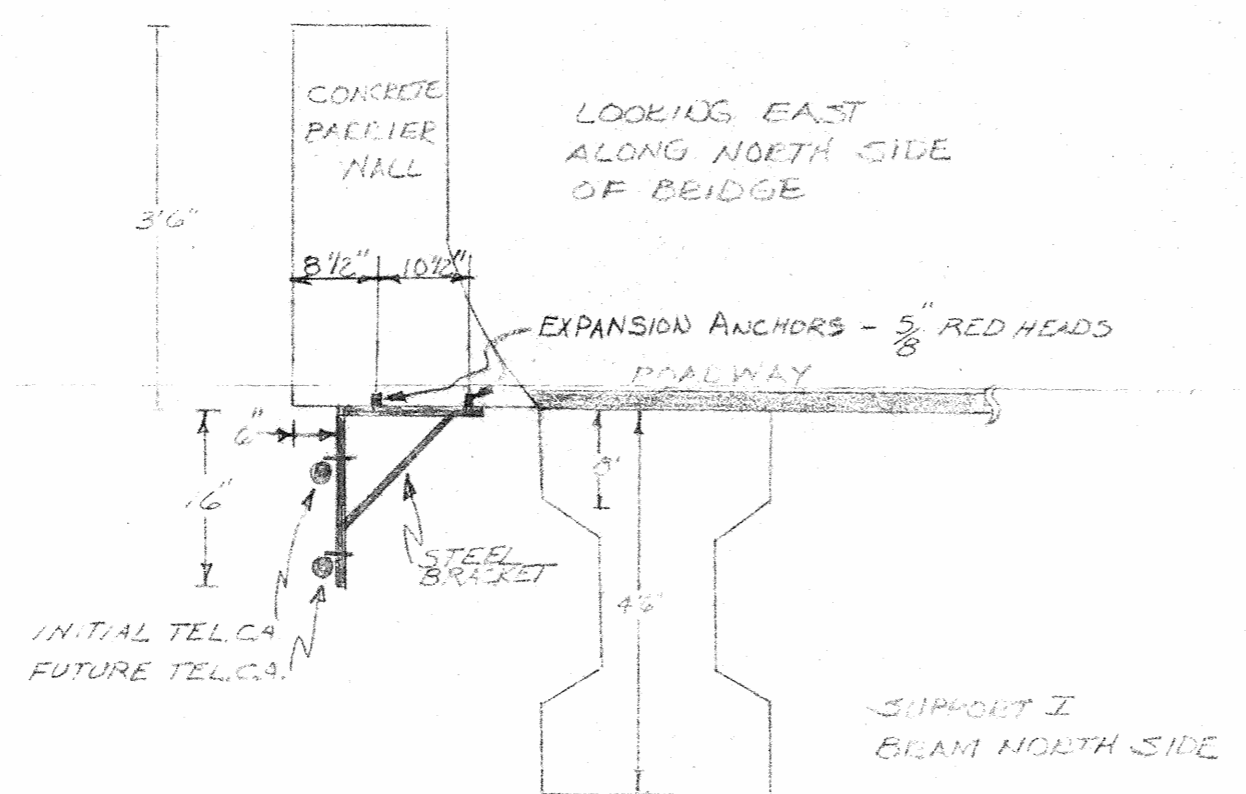 CONCRETE
BARRIER
WALL
LOOKING EAST
ALONG NORTH SIDE
OF BRIDGE
3'6"
8 1/2" 10 1/2"
EXPANSION ANCHORS - 5/8" RED HEADS
ROADWAY
6"
16"
8"
STEEL
BRACKET
4'6"
INITIAL TEL. CA.
FUTURE TEL. CA.
SUPPORT I
BEAM NORTH SIDE